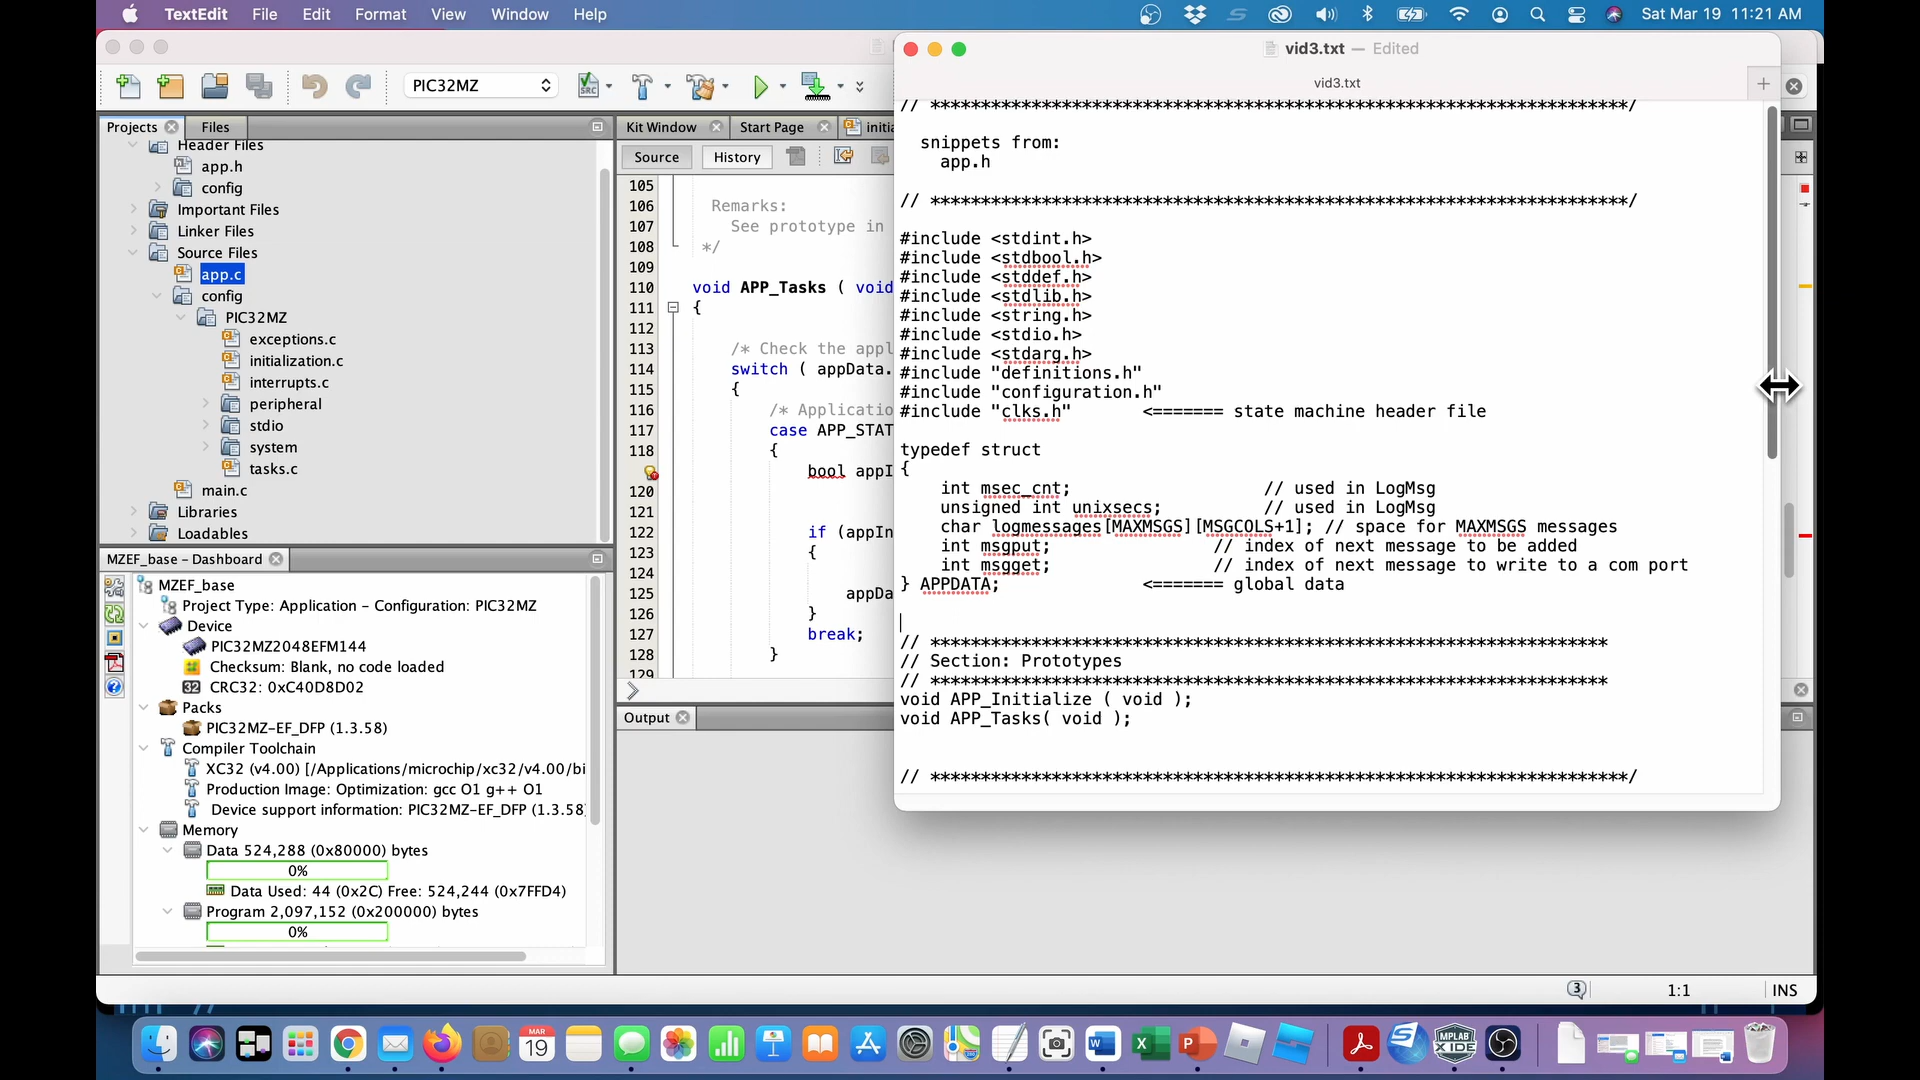 TextEdit File Edit Format View Window Help
Sat Mar 19 11:21 AM
PIC32MZ
SRC
Projects
Files
Header Files
app.h
config
Important Files
Linker Files
Source Files
app.c
config
PIC32MZ
exceptions.c
initialization.c
interrupts.c
peripheral
stdio
system
tasks.c
main.c
Libraries
Loadables
MZEF_base - Dashboard
MZEF_base
Project Type: Application - Configuration: PIC32MZ
Device
PIC32MZ2048EFM144
Checksum: Blank, no code loaded
32 CRC32: 0xC40D8D02
Packs
PIC32MZ-EF_DFP (1.3.58)
Compiler Toolchain
XC32 (v4.00) [/Applications/microchip/xc32/v4.00/bi
Production Image: Optimization: gcc O1 g++ O1
Device support information: PIC32MZ-EF_DFP (1.3.58)
Memory
Data 524,288 (0x80000) bytes
0%
Data Used: 44 (0x2C) Free: 524,244 (0x7FFD4)
Program 2,097,152 (0x200000) bytes
0%
Kit Window
Start Page
initia
Source
History
105
106 Remarks:
107 See prototype in
108 */
109
110 void APP_Tasks ( void
111 {
112
113 /* Check the appl
114 switch ( appData.
115 {
116 /* Applicatio
117 case APP_STAT
118 {
bool appI
120
121
122 if (appIn
123 {
124
125 appDa
126 }
127 break;
128 }
129
Output
vid3.txt — Edited
vid3.txt
// *********************************************************************/
snippets from:
app.h
// *********************************************************************/
#include <stdint.h>
#include <stdbool.h>
#include <stddef.h>
#include <stdlib.h>
#include <string.h>
#include <stdio.h>
#include <stdarg.h>
#include "definitions.h"
#include "configuration.h"
#include "clks.h" <======= state machine header file
typedef struct
{
int msec_cnt; // used in LogMsg
unsigned int unixsecs; // used in LogMsg
char logmessages[MAXMSGS][MSGCOLS+1]; // space for MAXMSGS messages
int msgput; // index of next message to be added
int msgget; // index of next message to write to a com port
} APPDATA; <======= global data
// *******************************************************************
// Section: Prototypes
// *******************************************************************
void APP_Initialize ( void );
void APP_Tasks( void );
// *********************************************************************/
3
1:1
INS
MAR
19
W
X
P
MPLAB
X IDE